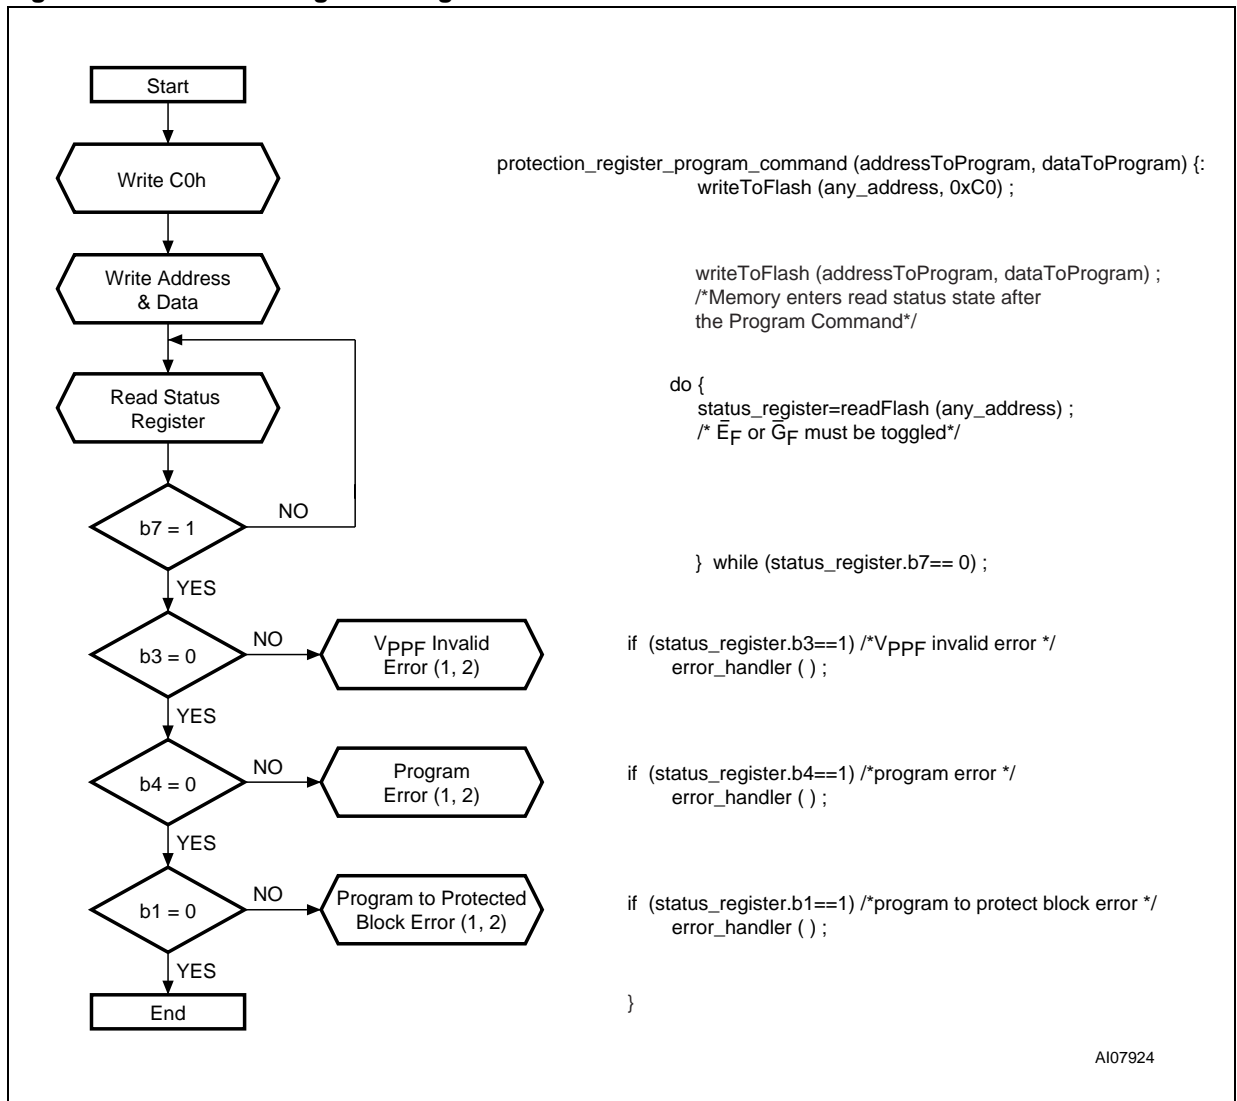 Start
Write C0h
protection_register_program_command (addressToProgram, dataToProgram) {:
writeToFlash (any_address, 0xC0) ;
Write Address
& Data
writeToFlash (addressToProgram, dataToProgram) ;
/*Memory enters read status state after
the Program Command*/
Read Status
Register
do {
status_register=readFlash (any_address) ;
/* E̅F or G̅F must be toggled*/
b7 = 1
NO
} while (status_register.b7== 0) ;
YES
b3 = 0
NO
VPPF Invalid
Error (1, 2)
if (status_register.b3==1) /*VPPF invalid error */
error_handler ( ) ;
YES
b4 = 0
NO
Program
Error (1, 2)
if (status_register.b4==1) /*program error */
error_handler ( ) ;
YES
b1 = 0
NO
Program to Protected
Block Error (1, 2)
if (status_register.b1==1) /*program to protect block error */
error_handler ( ) ;
YES
End
}
AI07924